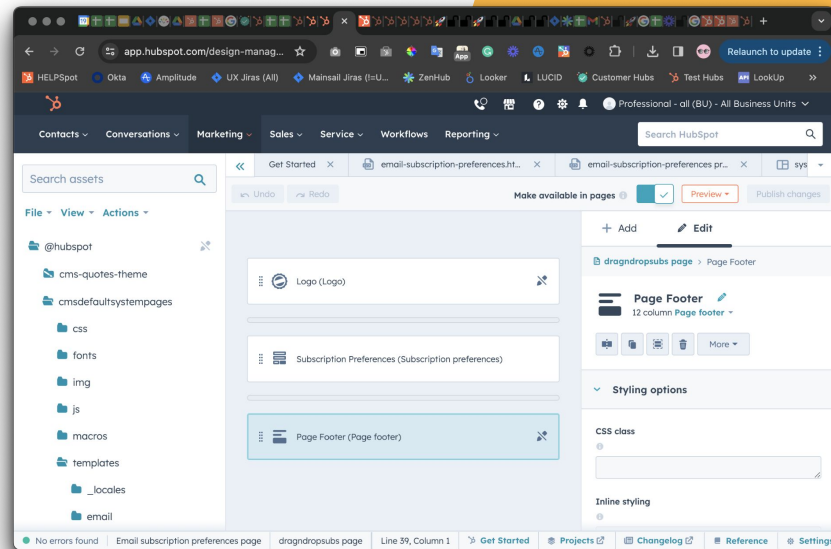 app.hubspot.com/design-manag...
App
Relaunch to update
HELPSpot Okta Amplitude UX Jiras (All) Mainsail Jiras (!=U... ZenHub Looker LUCID Customer Hubs Test Hubs API LookUp »
Professional - all (BU) - All Business Units
Contacts Conversations Marketing Sales Service Workflows Reporting
Search HubSpot
Get Started × email-subscription-preferences.ht... × email-subscription-preferences pr... × sys
Search assets
Undo Redo
Make available in pages
Preview
Publish changes
File View Actions
+ Add Edit
@hubspot
dragndropsubs page > Page Footer
cms-quotes-theme
Logo (Logo)
cmsdefaultsystempages
Page Footer
12 column Page footer
css
fonts
Subscription Preferences (Subscription preferences)
More
img
js
Styling options
macros
Page Footer (Page footer)
CSS class
templates
_locales
Inline styling
email
No errors found Email subscription preferences page dragndropsubs page Line 39, Column 1 Get Started Projects Changelog Reference Settings